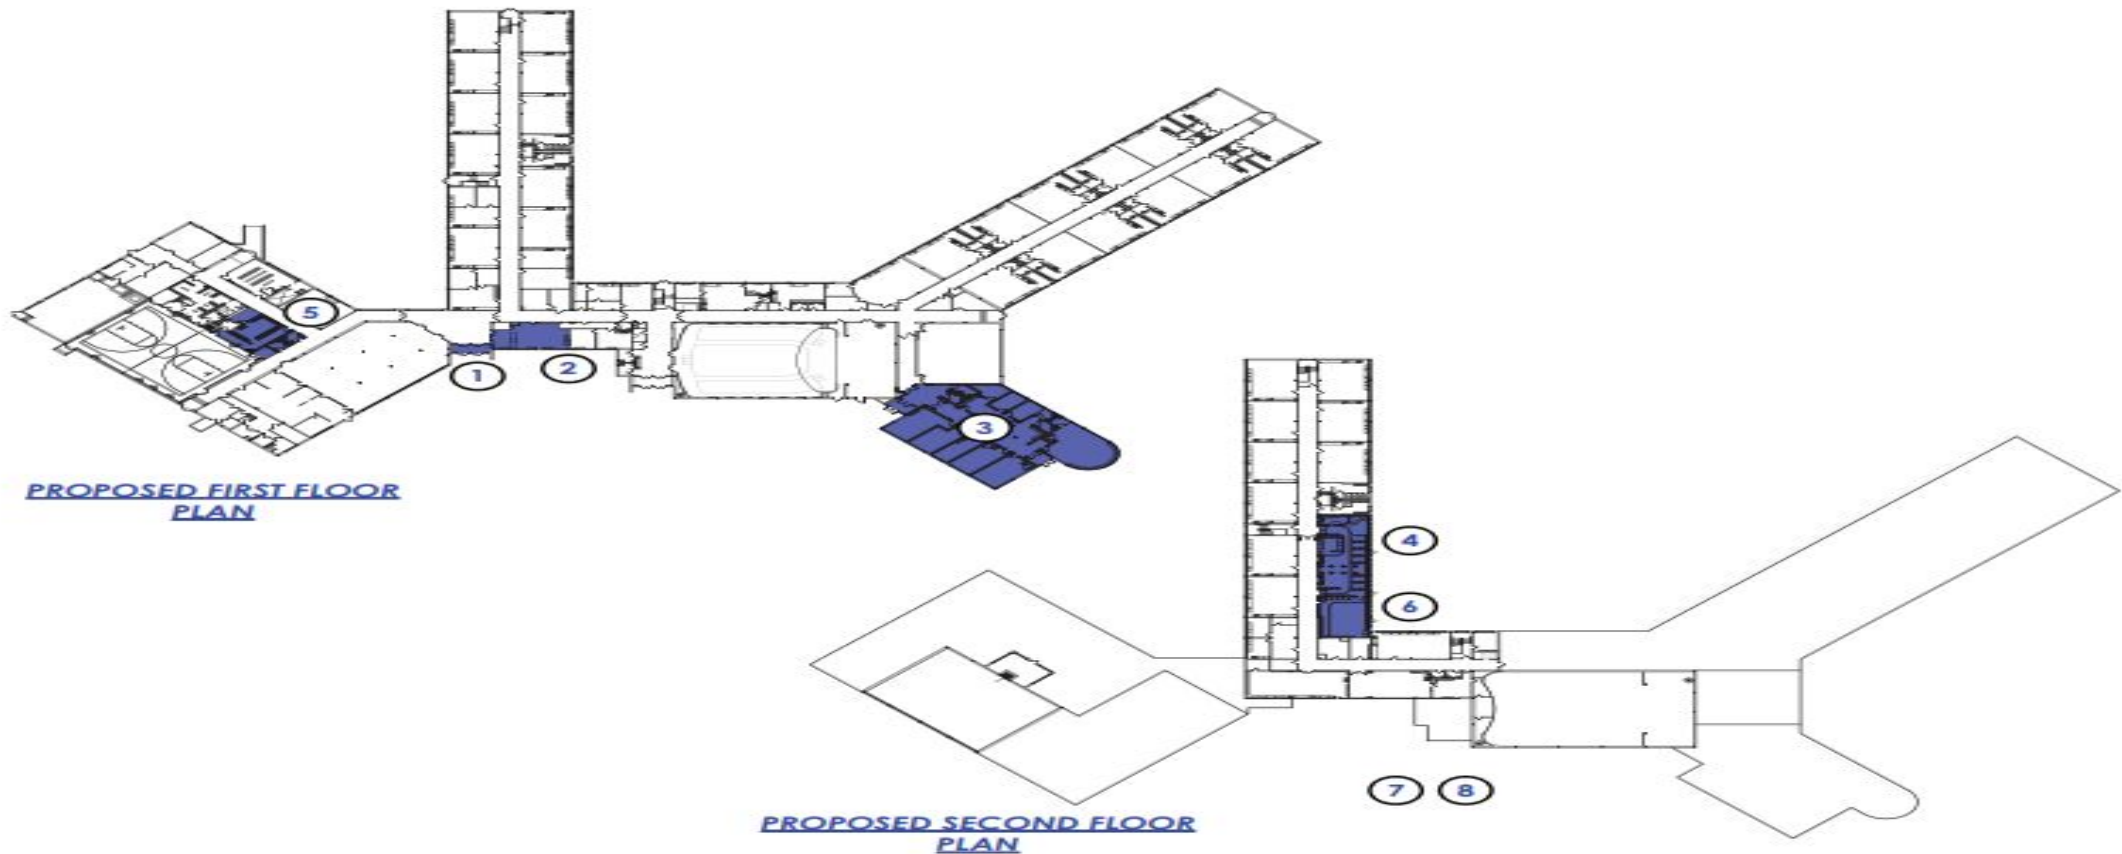 5
1
2
3
PROPOSED FIRST FLOOR
PLAN
4
6
7
8
PROPOSED SECOND FLOOR
PLAN